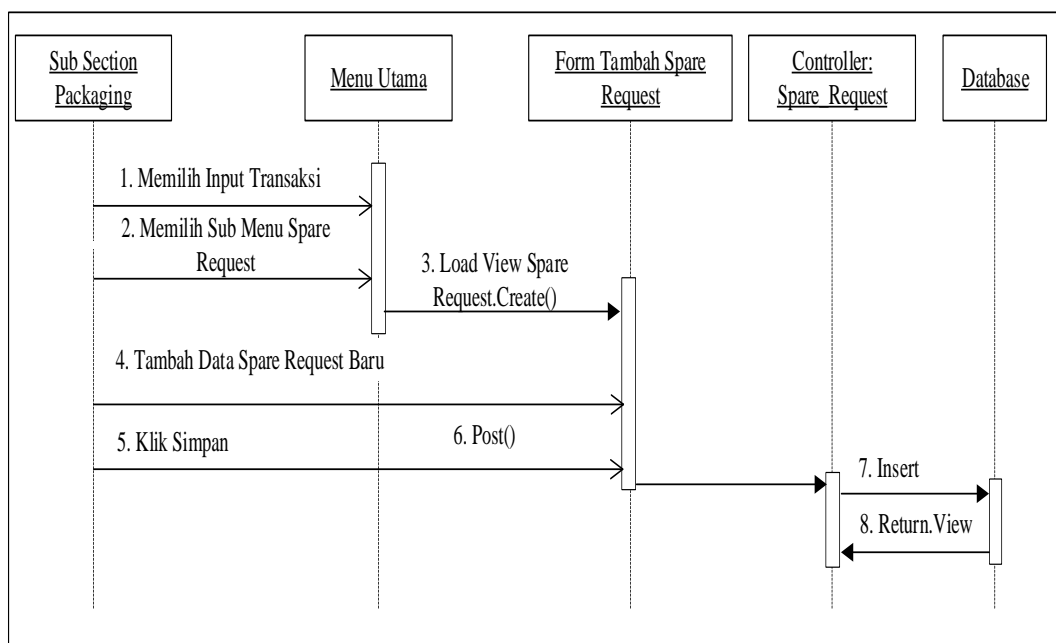 Sub Section
Packaging
Menu Utama
Form Tambah Spare
Request
Controller:
Spare_Request
Database
1. Memilih Input Transaksi
2. Memilih Sub Menu Spare
Request
3. Load View Spare
Request.Create()
4. Tambah Data Spare Request Baru
5. Klik Simpan
6. Post()
7. Insert
8. Return.View